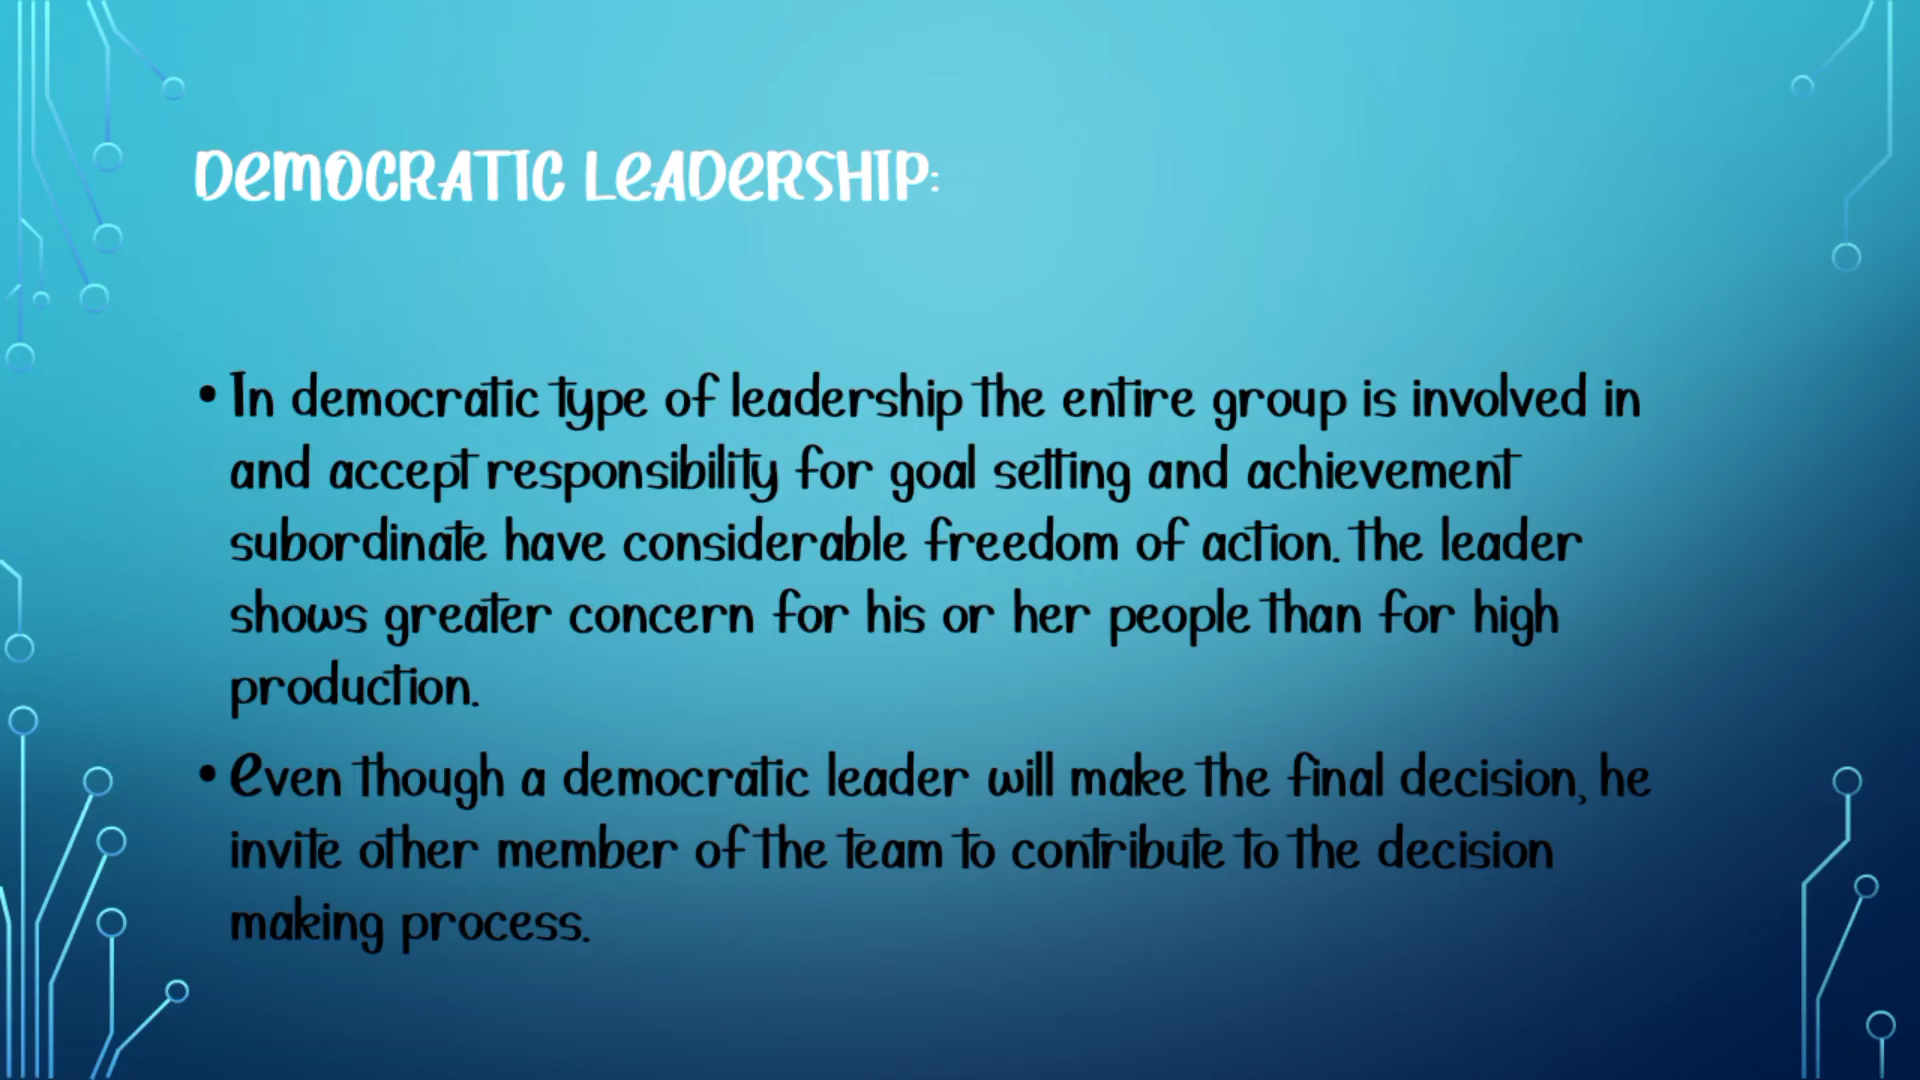 DEMOCRATIC LEADERSHIP:
• In democratic type of leadership the entire group is involved in
and accept responsibility for goal setting and achievement
subordinate have considerable freedom of action. The leader
shows greater concern for his or her people than for high
production.
• Even though a democratic leader will make the final decision, he
invite other member of the team to contribute to the decision
making process.